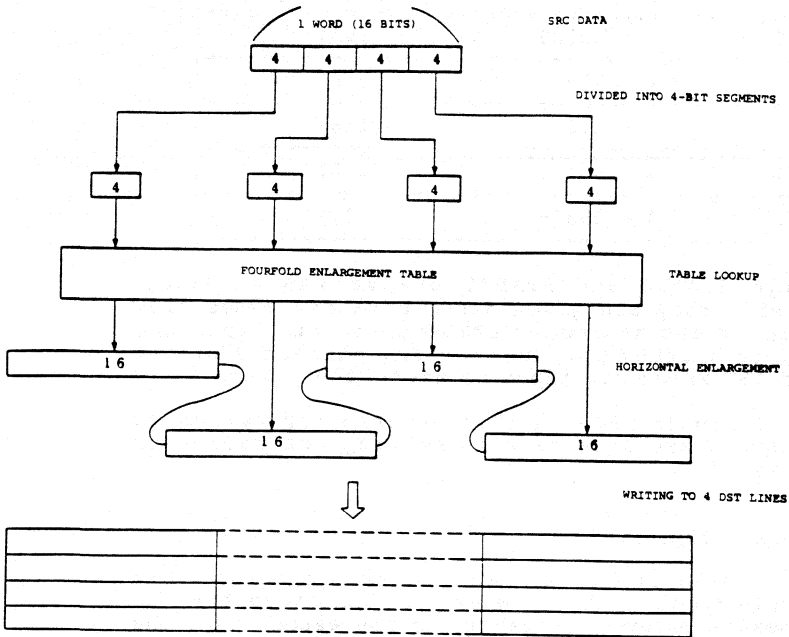 1 WORD (16 BITS) SRC DATA
4 4 4 4
DIVIDED INTO 4-BIT SEGMENTS
4 4 4 4
FOURFOLD ENLARGEMENT TABLE TABLE LOOKUP
16 16 HORIZONTAL ENLARGEMENT
16 16
WRITING TO 4 DST LINES